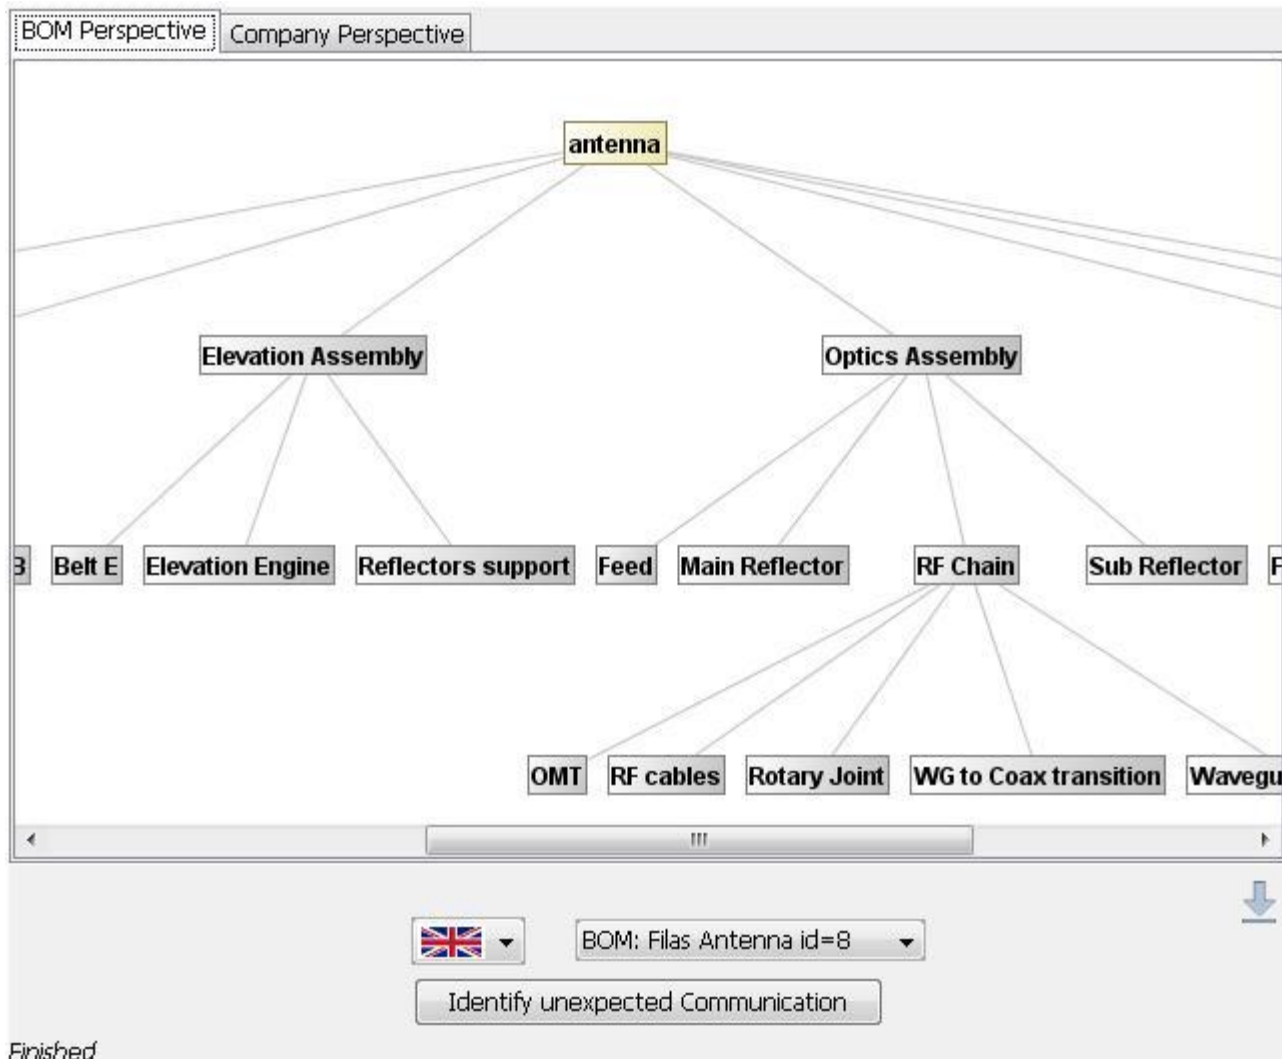 BOM Perspective Company Perspective
antenna
Elevation Assembly Optics Assembly
Belt E Elevation Engine Reflectors support Feed Main Reflector RF Chain Sub Reflector
OMT RF cables Rotary Joint WG to Coax transition Wavegu
BOM: Filas Antenna id=8
Identify unexpected Communication
Finished